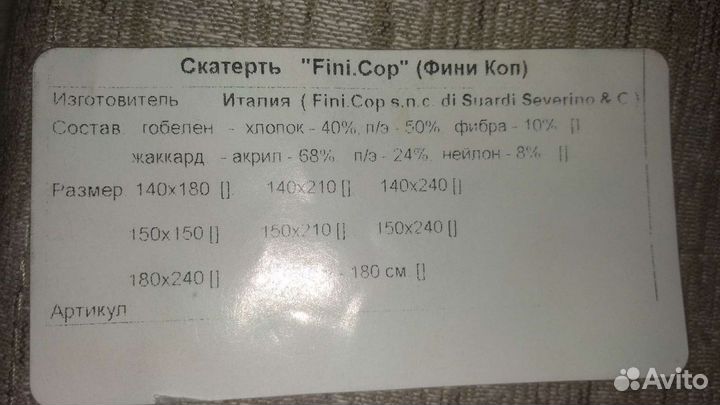 Скатерть "Fini.Cop" (Фини Коп)
Изготовитель Италия ( Fini.Cop s.n.c. di Suardi Severino & C )
Состав гобелен - хлопок - 40%, п/э - 50%, фибра - 10% []
жаккард - акрил - 68%, п/э - 24%, нейлон - 8% []
Размер 140x180 [] 140x210 [] 140x240 []
150x150 [] 150x210 [] 150x240 []
180x240 [] - 180 см []
Артикул
Avito